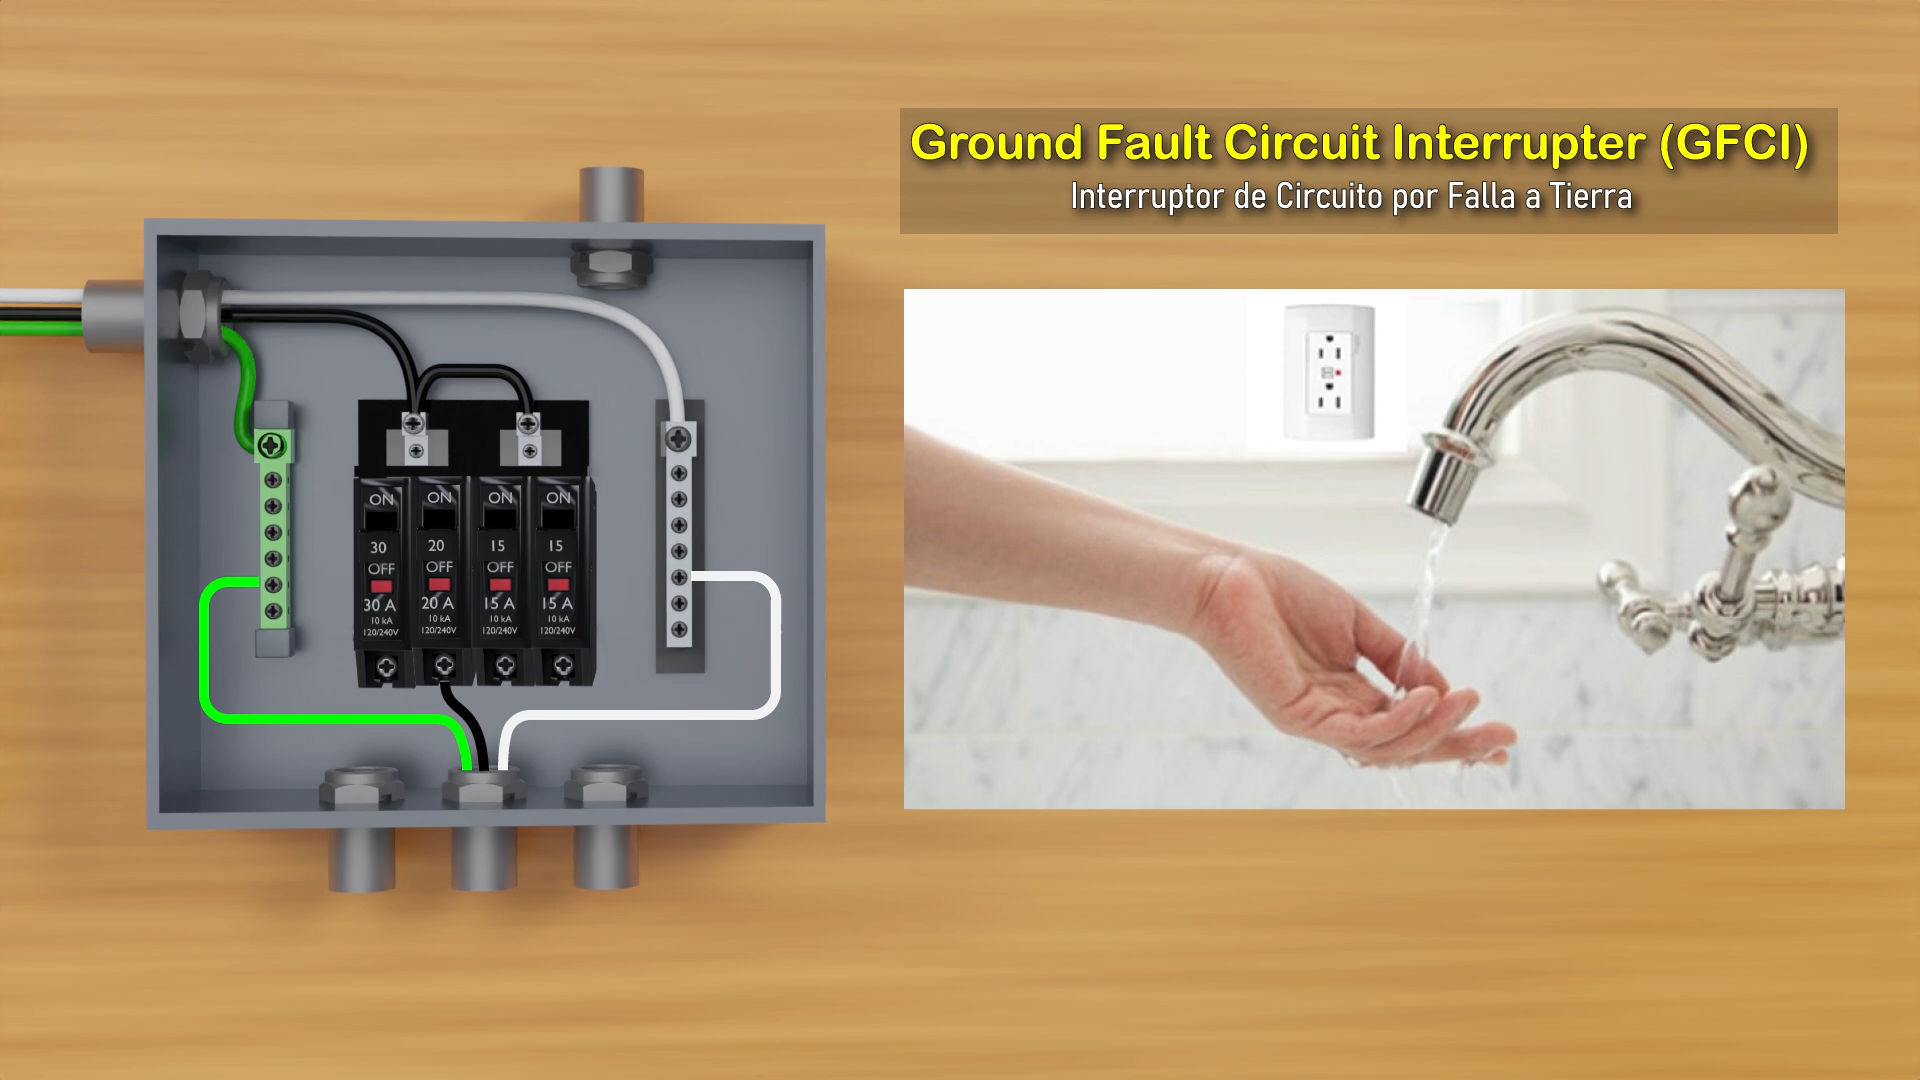 Ground Fault Circuit Interrupter (GFCI)
Interruptor de Circuito por Falla a Tierra
ON ON ON ON
30 20 15 15
OFF OFF OFF OFF
30 A 20 A 15 A 15 A
10 kA 10 kA 10 kA 10 kA
120/240V 120/240V 120/240V 120/240V